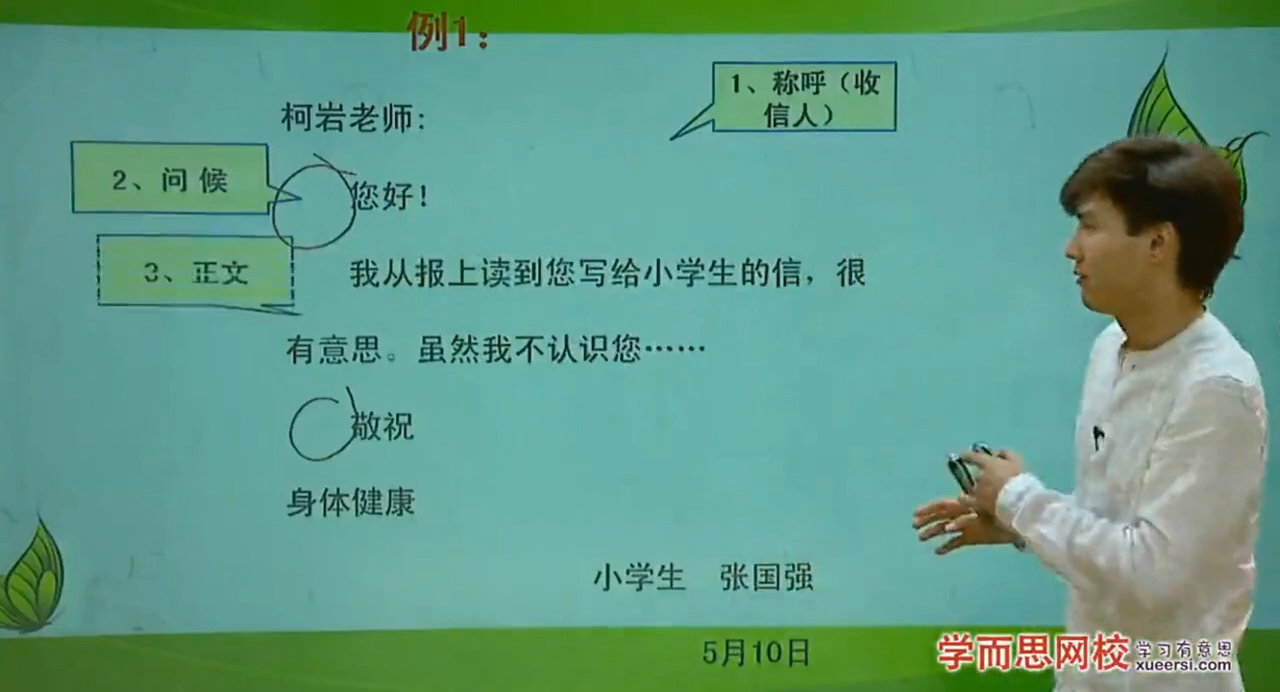 例1：
1、称呼（收
信人）
柯岩老师：
2、问 候
您好！
3、正文
我从报上读到您写给小学生的信，很
有意思。虽然我不认识您……
敬祝
身体健康
小学生 张国强
5月10日
学而思网校
学习有意思
xueersi.com